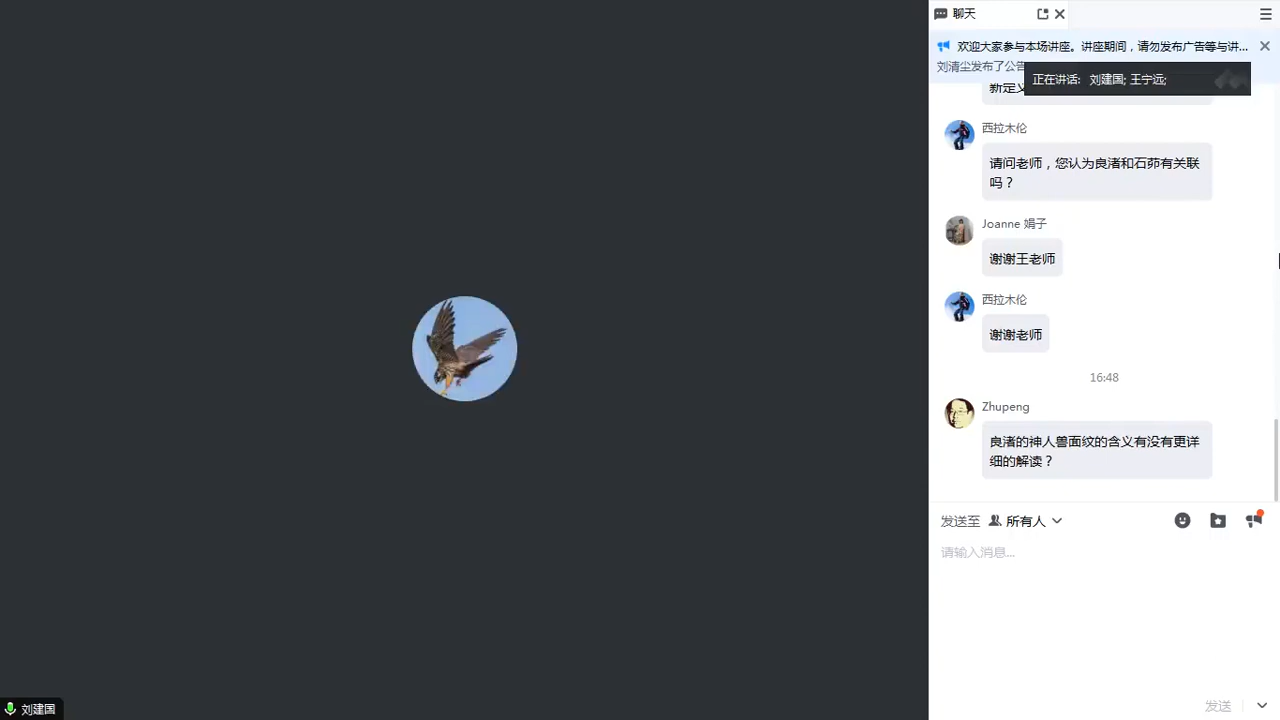 聊天
欢迎大家参与本场讲座。讲座期间，请勿发布广告等与讲...
刘清尘发布了公告
正在讲话: 刘建国; 王宁远;
新定义
西拉木伦
请问老师，您认为良渚和石茆有关联
吗？
Joanne 娟子
谢谢王老师
西拉木伦
谢谢老师
16:48
Zhupeng
良渚的神人兽面纹的含义有没有更详
细的解读？
发送至 所有人
请输入消息...
发送
刘建国